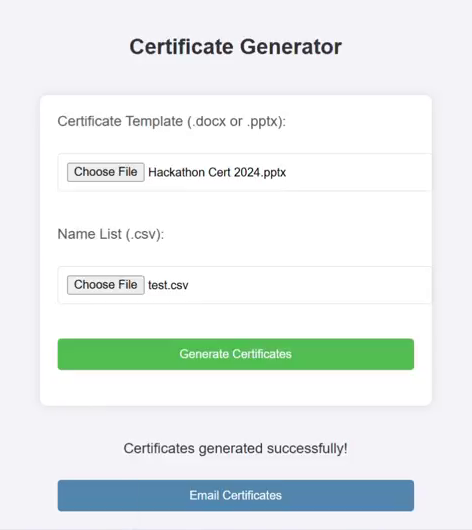 Certificate Generator
Certificate Template (.docx or .pptx):
Choose File Hackathon Cert 2024.pptx
Name List (.csv):
Choose File test.csv
Generate Certificates
Certificates generated successfully!
Email Certificates